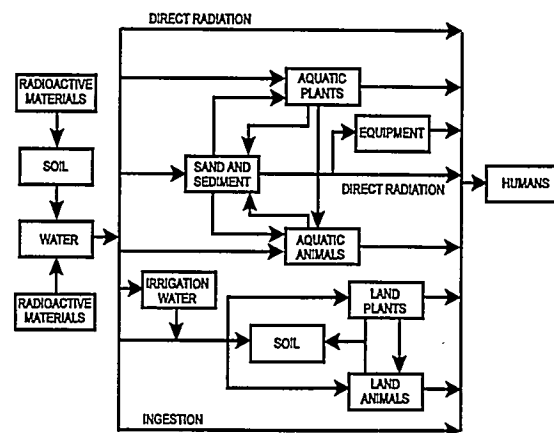 DIRECT RADIATION
RADIOACTIVE
MATERIALS
AQUATIC
PLANTS
EQUIPMENT
SOIL
SAND AND
SEDIMENT
DIRECT RADIATION
HUMANS
WATER
AQUATIC
ANIMALS
RADIOACTIVE
MATERIALS
IRRIGATION
WATER
LAND
PLANTS
SOIL
LAND
ANIMALS
INGESTION